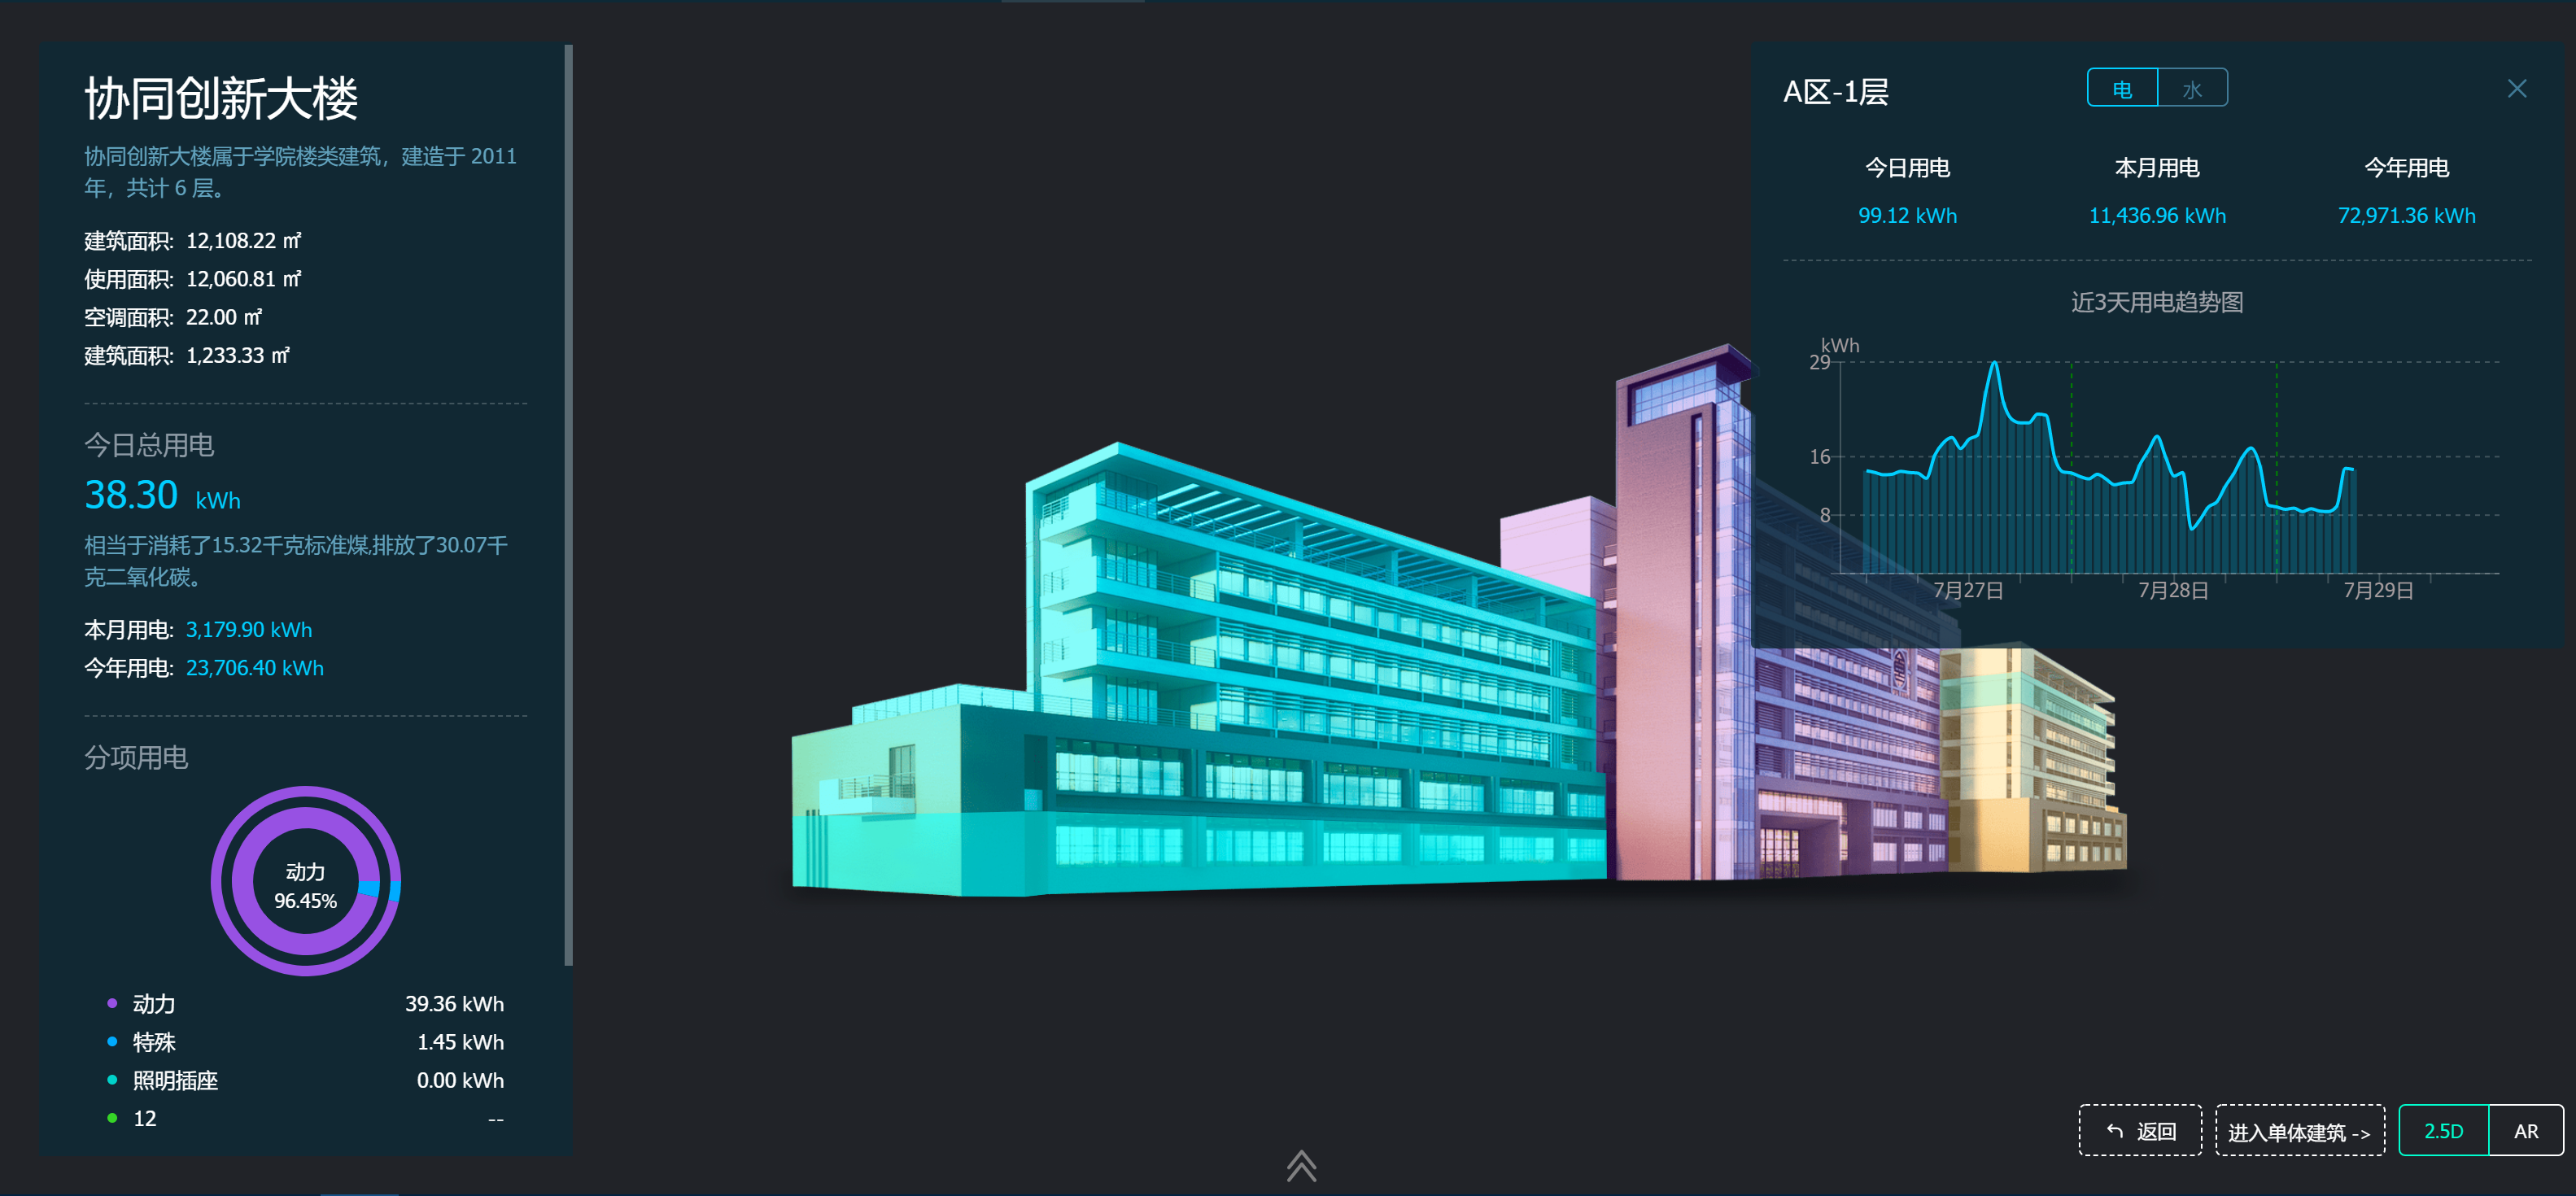 协同创新大楼
协同创新大楼属于学院楼类建筑，建造于 2011
年，共计 6 层。
建筑面积: 12,108.22 ㎡
使用面积: 12,060.81 ㎡
空调面积: 22.00 ㎡
建筑面积: 1,233.33 ㎡
今日总用电
38.30 kWh
相当于消耗了15.32千克标准煤,排放了30.07千
克二氧化碳。
本月用电: 3,179.90 kWh
今年用电: 23,706.40 kWh
分项用电
动力
96.45%
动力 39.36 kWh
特殊 1.45 kWh
照明插座 0.00 kWh
12 --
A区-1层 电 水
今日用电 本月用电 今年用电
99.12 kWh 11,436.96 kWh 72,971.36 kWh
近3天用电趋势图
kWh
29
16
8
7月27日 7月28日 7月29日
返回 进入单体建筑 -> 2.5D AR